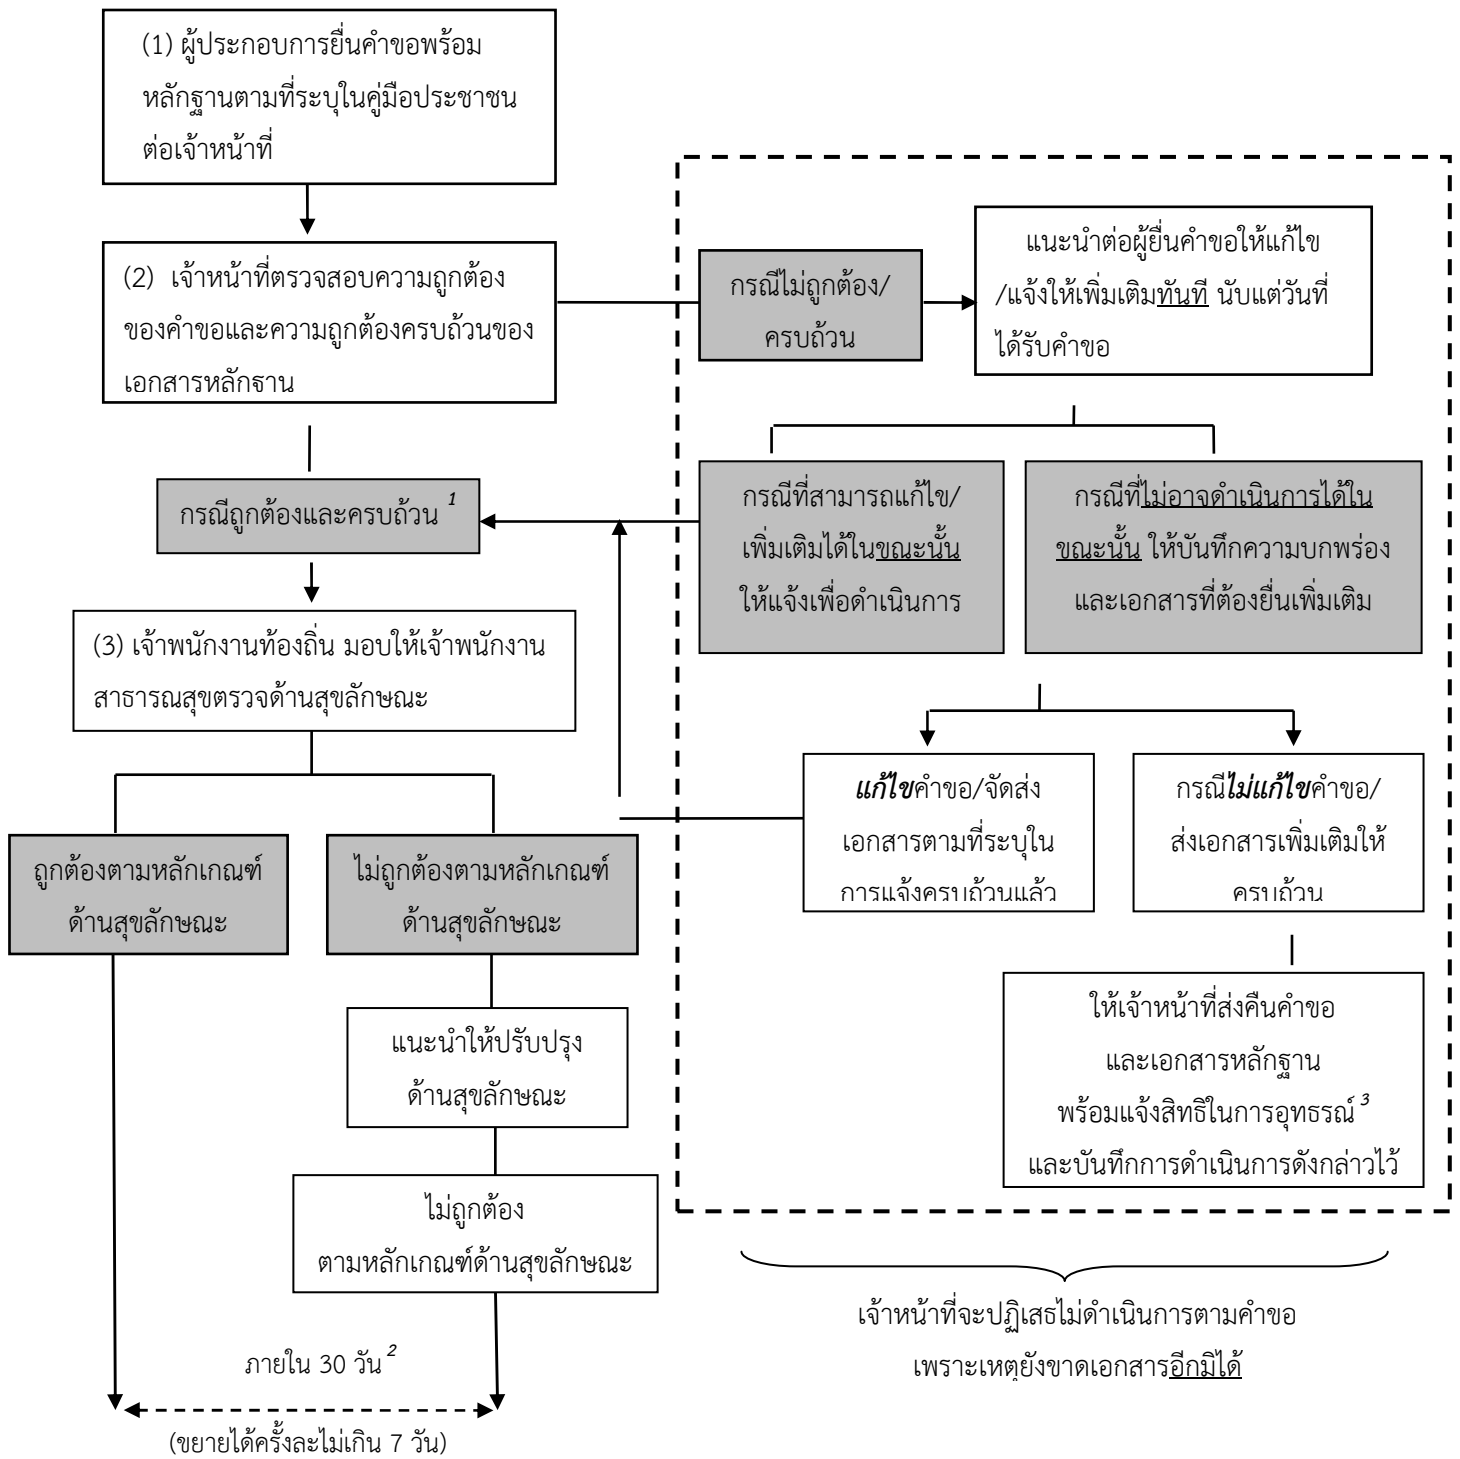 (1) ผู้ประกอบการยื่นคำขอพร้อม
หลักฐานตามที่ระบุในคู่มือประชาชน
ต่อเจ้าหน้าที่
(2) เจ้าหน้าที่ตรวจสอบความถูกต้อง
ของคำขอและความถูกต้องครบถ้วนของ
เอกสารหลักฐาน
กรณีไม่ถูกต้อง/
ครบถ้วน
แนะนำต่อผู้ยื่นคำขอให้แก้ไข
/แจ้งให้เพิ่มเติมทันที นับแต่วันที่
ได้รับคำขอ
กรณีถูกต้องและครบถ้วน 1
กรณีที่สามารถแก้ไข/
เพิ่มเติมได้ในขณะนั้น
ให้แจ้งเพื่อดำเนินการ
กรณีที่ไม่อาจดำเนินการได้ใน
ขณะนั้น ให้บันทึกความบกพร่อง
และเอกสารที่ต้องยื่นเพิ่มเติม
(3) เจ้าพนักงานท้องถิ่น มอบให้เจ้าพนักงาน
สาธารณสุขตรวจด้านสุขลักษณะ
แก้ไขคำขอ/จัดส่ง
เอกสารตามที่ระบุใน
การแจ้งครบถ้วนแล้ว
กรณีไม่แก้ไขคำขอ/
ส่งเอกสารเพิ่มเติมให้
ครบถ้วน
ถูกต้องตามหลักเกณฑ์
ด้านสุขลักษณะ
ไม่ถูกต้องตามหลักเกณฑ์
ด้านสุขลักษณะ
แนะนำให้ปรับปรุง
ด้านสุขลักษณะ
ให้เจ้าหน้าที่ส่งคืนคำขอ
และเอกสารหลักฐาน
พร้อมแจ้งสิทธิในการอุทธรณ์ 3
และบันทึกการดำเนินการดังกล่าวไว้
ไม่ถูกต้อง
ตามหลักเกณฑ์ด้านสุขลักษณะ
เจ้าหน้าที่จะปฏิเสธไม่ดำเนินการตามคำขอ
เพราะเหตุยังขาดเอกสารอีกมิได้
ภายใน 30 วัน 2
(ขยายได้ครั้งละไม่เกิน 7 วัน)